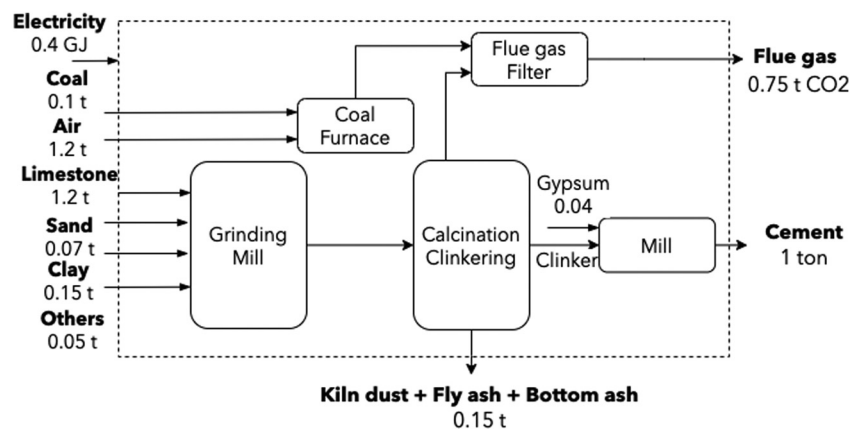 Electricity
0.4 GJ
Coal
0.1 t
Air
1.2 t
Limestone
1.2 t
Sand
0.07 t
Clay
0.15 t
Others
0.05 t
Coal
Furnace
Flue gas
Filter
Flue gas
0.75 t CO2
Grinding
Mill
Calcination
Clinkering
Gypsum
0.04
Clinker
Mill
Cement
1 ton
Kiln dust + Fly ash + Bottom ash
0.15 t